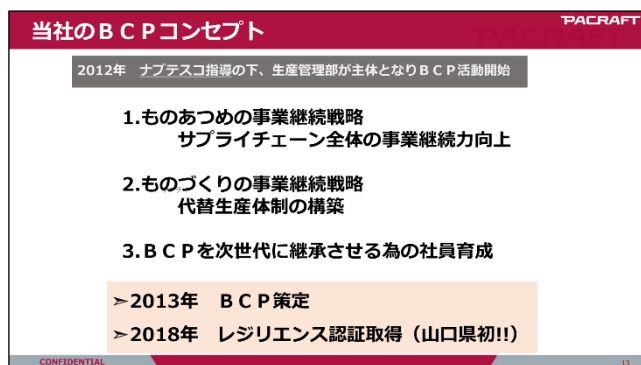 当社のＢＣＰコンセプト
PACRAFT
2012年　ナブテスコ指導の下、生産管理部が主体となりＢＣＰ活動開始
1.ものあつめの事業継続戦略
サプライチェーン全体の事業継続力向上
2.ものづくりの事業継続戦略
代替生産体制の構築
3.ＢＣＰを次世代に継承させる為の社員育成
➢2013年　ＢＣＰ策定
➢2018年　レジリエンス認証取得（山口県初!!）
CONFIDENTIAL
13